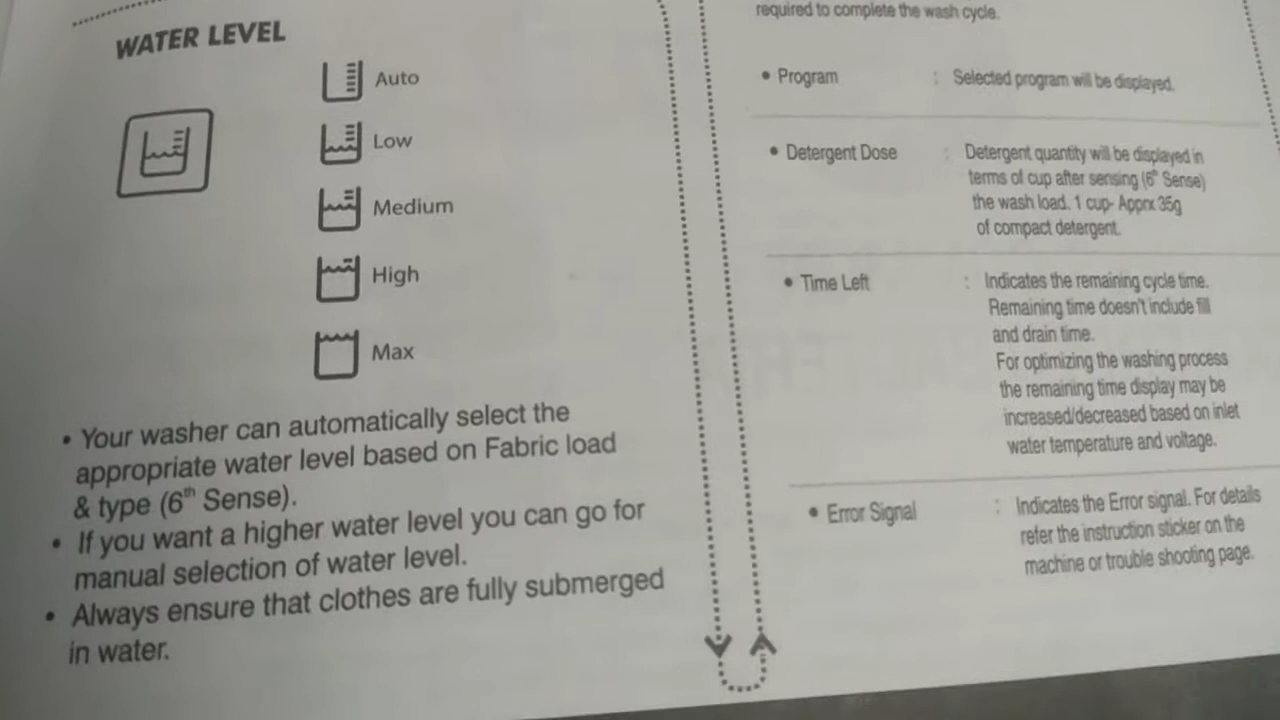 WATER LEVEL
Auto
Low
Medium
High
Max
• Your washer can automatically select the
appropriate water level based on Fabric load
& type (6th Sense).
• If you want a higher water level you can go for
manual selection of water level.
• Always ensure that clothes are fully submerged
in water.
required to complete the wash cycle.
• Program : Selected program will be displayed.
• Detergent Dose : Detergent quantity will be displayed in
terms of cup after sensing (6th Sense)
the wash load. 1 cup- Apprx 35g
of compact detergent.
• Time Left : Indicates the remaining cycle time.
Remaining time doesn't include fill
and drain time.
For optimizing the washing process
the remaining time display may be
increased/decreased based on inlet
water temperature and voltage.
• Error Signal : Indicates the Error signal. For details
refer the instruction sticker on the
machine or trouble shooting page.